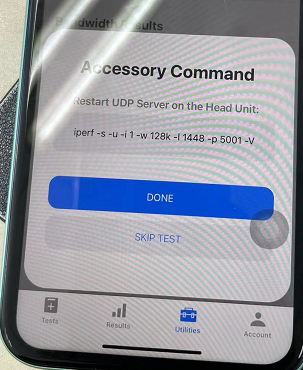 Bandwidth Results
Accessory Command
Restart UDP Server on the Head Unit:
iperf -s -u -i 1 -w 128k -l 1448 -p 5001 -V
DONE
SKIP TEST
Tests
Results
Utilities
Account